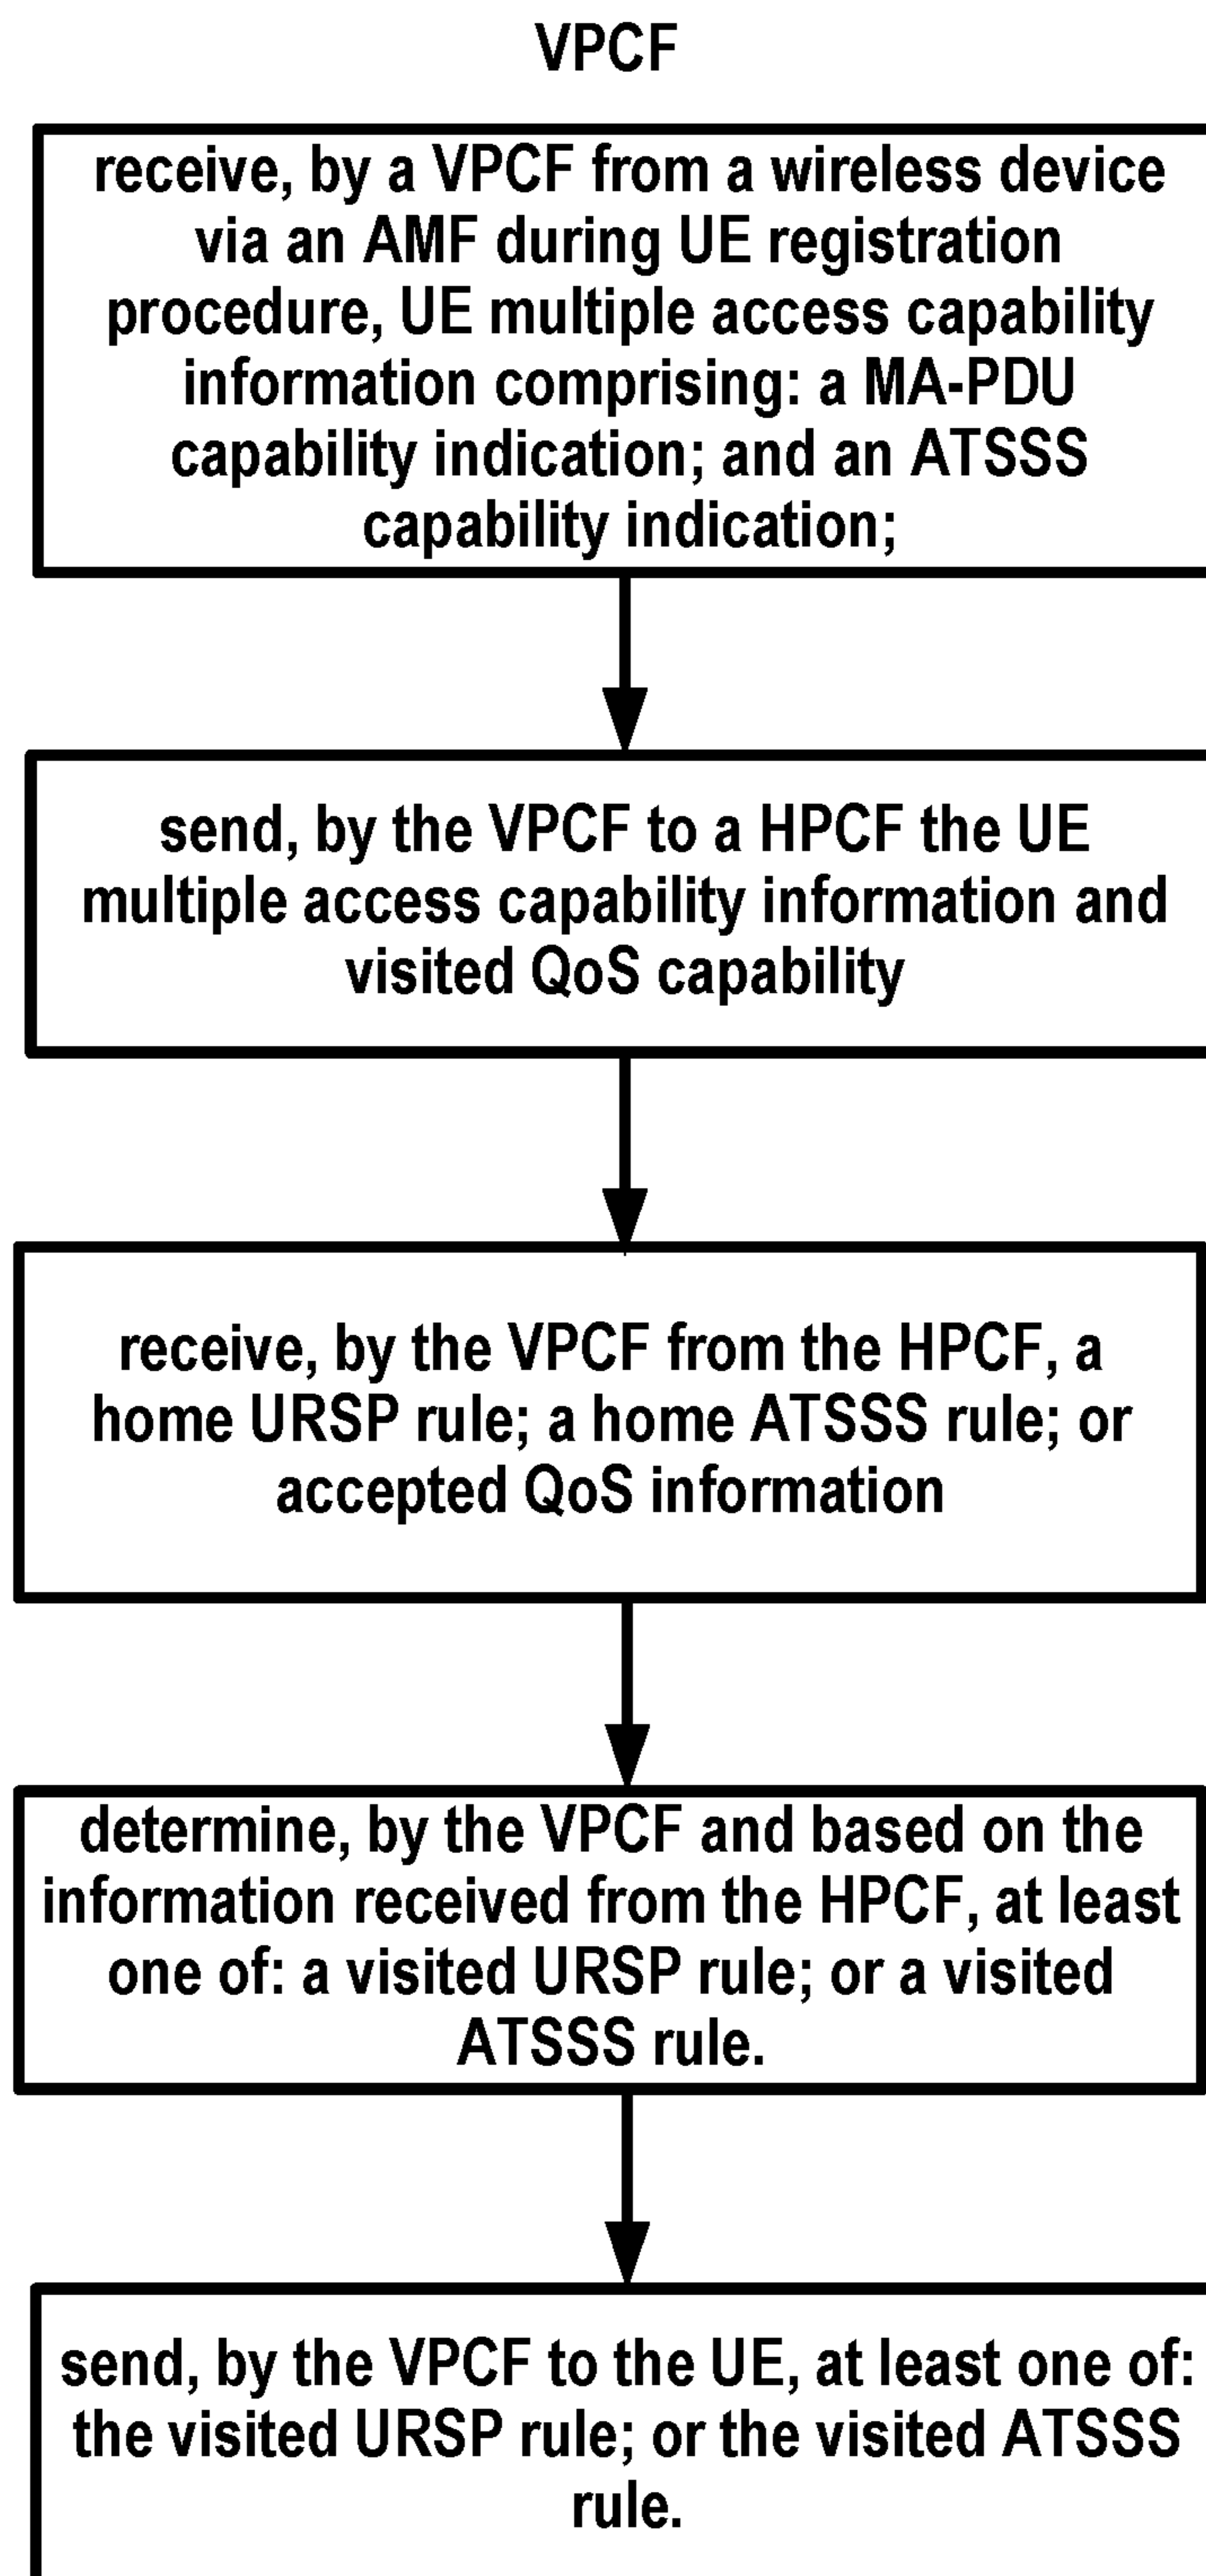 VPCF
receive, by a VPCF from a wireless device
via an AMF during UE registration
procedure, UE multiple access capability
information comprising: a MA-PDU
capability indication; and an ATSSS
capability indication;
send, by the VPCF to a HPCF the UE
multiple access capability information and
visited QoS capability
receive, by the VPCF from the HPCF, a
home URSP rule; a home ATSSS rule; or
accepted QoS information
determine, by the VPCF and based on the
information received from the HPCF, at least
one of: a visited URSP rule; or a visited
ATSSS rule.
send, by the VPCF to the UE, at least one of:
the visited URSP rule; or the visited ATSSS
rule.